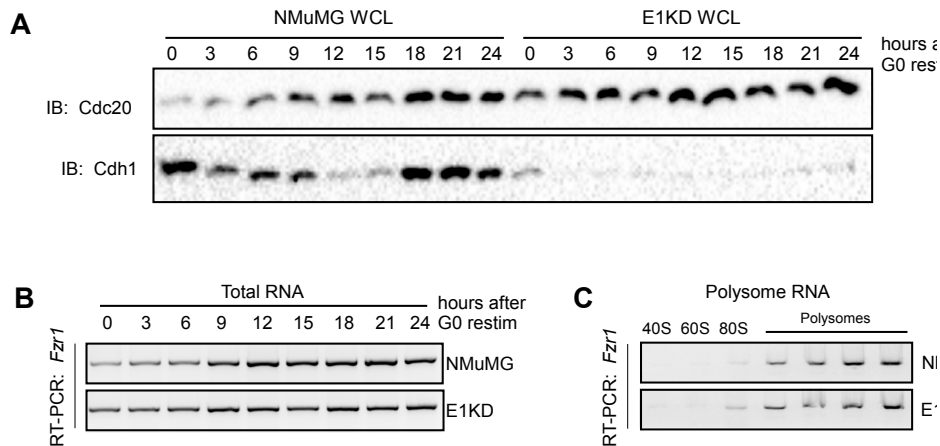 A
NMuMG WCL E1KD WCL
0 3 6 9 12 15 18 21 24 0 3 6 9 12 15 18 21 24 hours
G0
IB: Cdc20
IB: Cdh1
B
Total RNA
0 3 6 9 12 15 18 21 24 hours after
G0 restim
RT-PCR: Fzr1
NMuMG
E1KD
C
Polysome RNA
40S 60S 80S Polysomes
RT-PCR: Fzr1